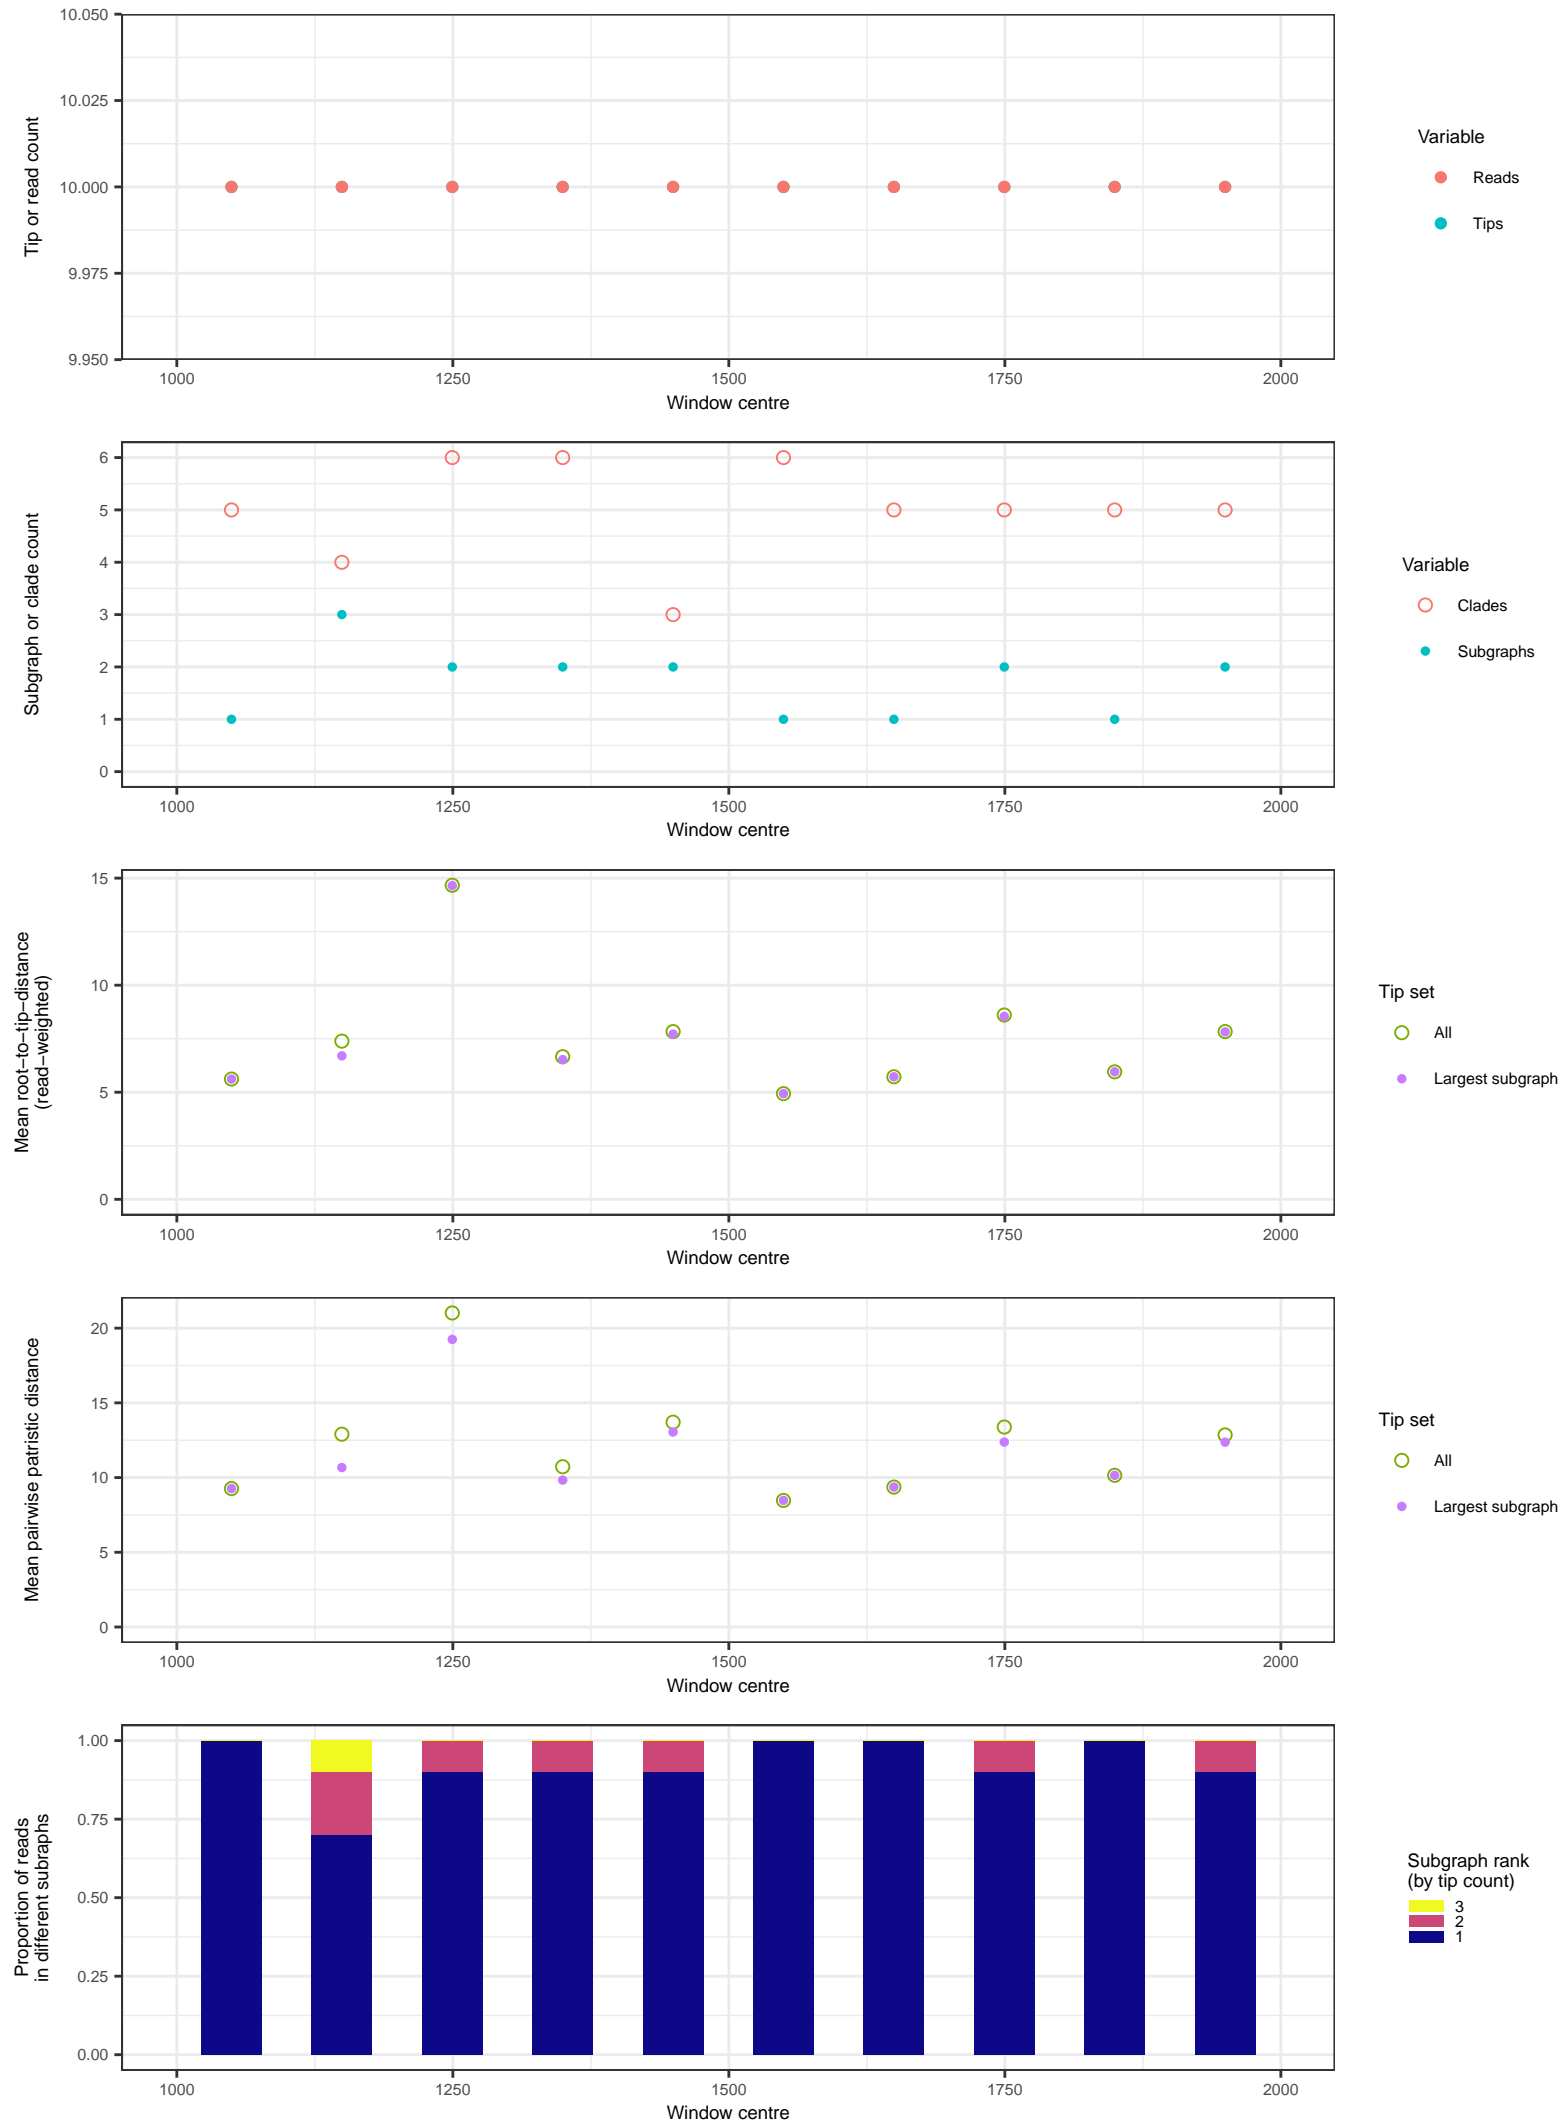 10.050
10.025
10.000
9.975
9.950
Tip or read count
1000 1250 1500 1750 2000
Window centre
Variable
Reads
Tips
6
5
4
3
2
1
0
Subgraph or clade count
1000 1250 1500 1750 2000
Window centre
Variable
Clades
Subgraphs
15
10
5
0
Mean root−to−tip−distance
(read−weighted)
1000 1250 1500 1750 2000
Window centre
Tip set
All
Largest subgraph
20
15
10
5
0
Mean pairwise patristic distance
1000 1250 1500 1750 2000
Window centre
Tip set
All
Largest subgraph
1.00
0.75
0.50
0.25
0.00
Proportion of reads
in different subraphs
1000 1250 1500 1750 2000
Window centre
Subgraph rank
(by tip count)
3
2
1